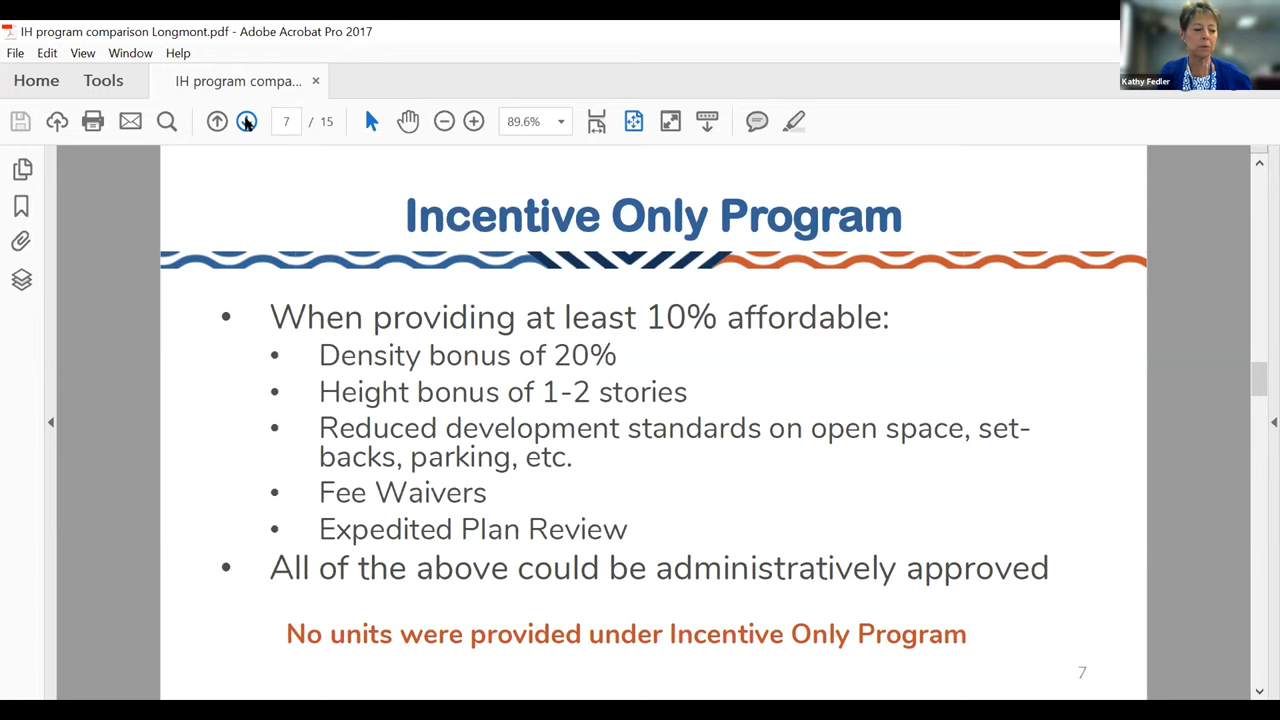 IH program comparison Longmont.pdf - Adobe Acrobat Pro 2017
File Edit View Window Help
Home Tools IH program compa... ×
7 / 15 89.6%
Kathy Fedler
Incentive Only Program
• When providing at least 10% affordable:
• Density bonus of 20%
• Height bonus of 1-2 stories
• Reduced development standards on open space, set-
backs, parking, etc.
• Fee Waivers
• Expedited Plan Review
• All of the above could be administratively approved
No units were provided under Incentive Only Program
7